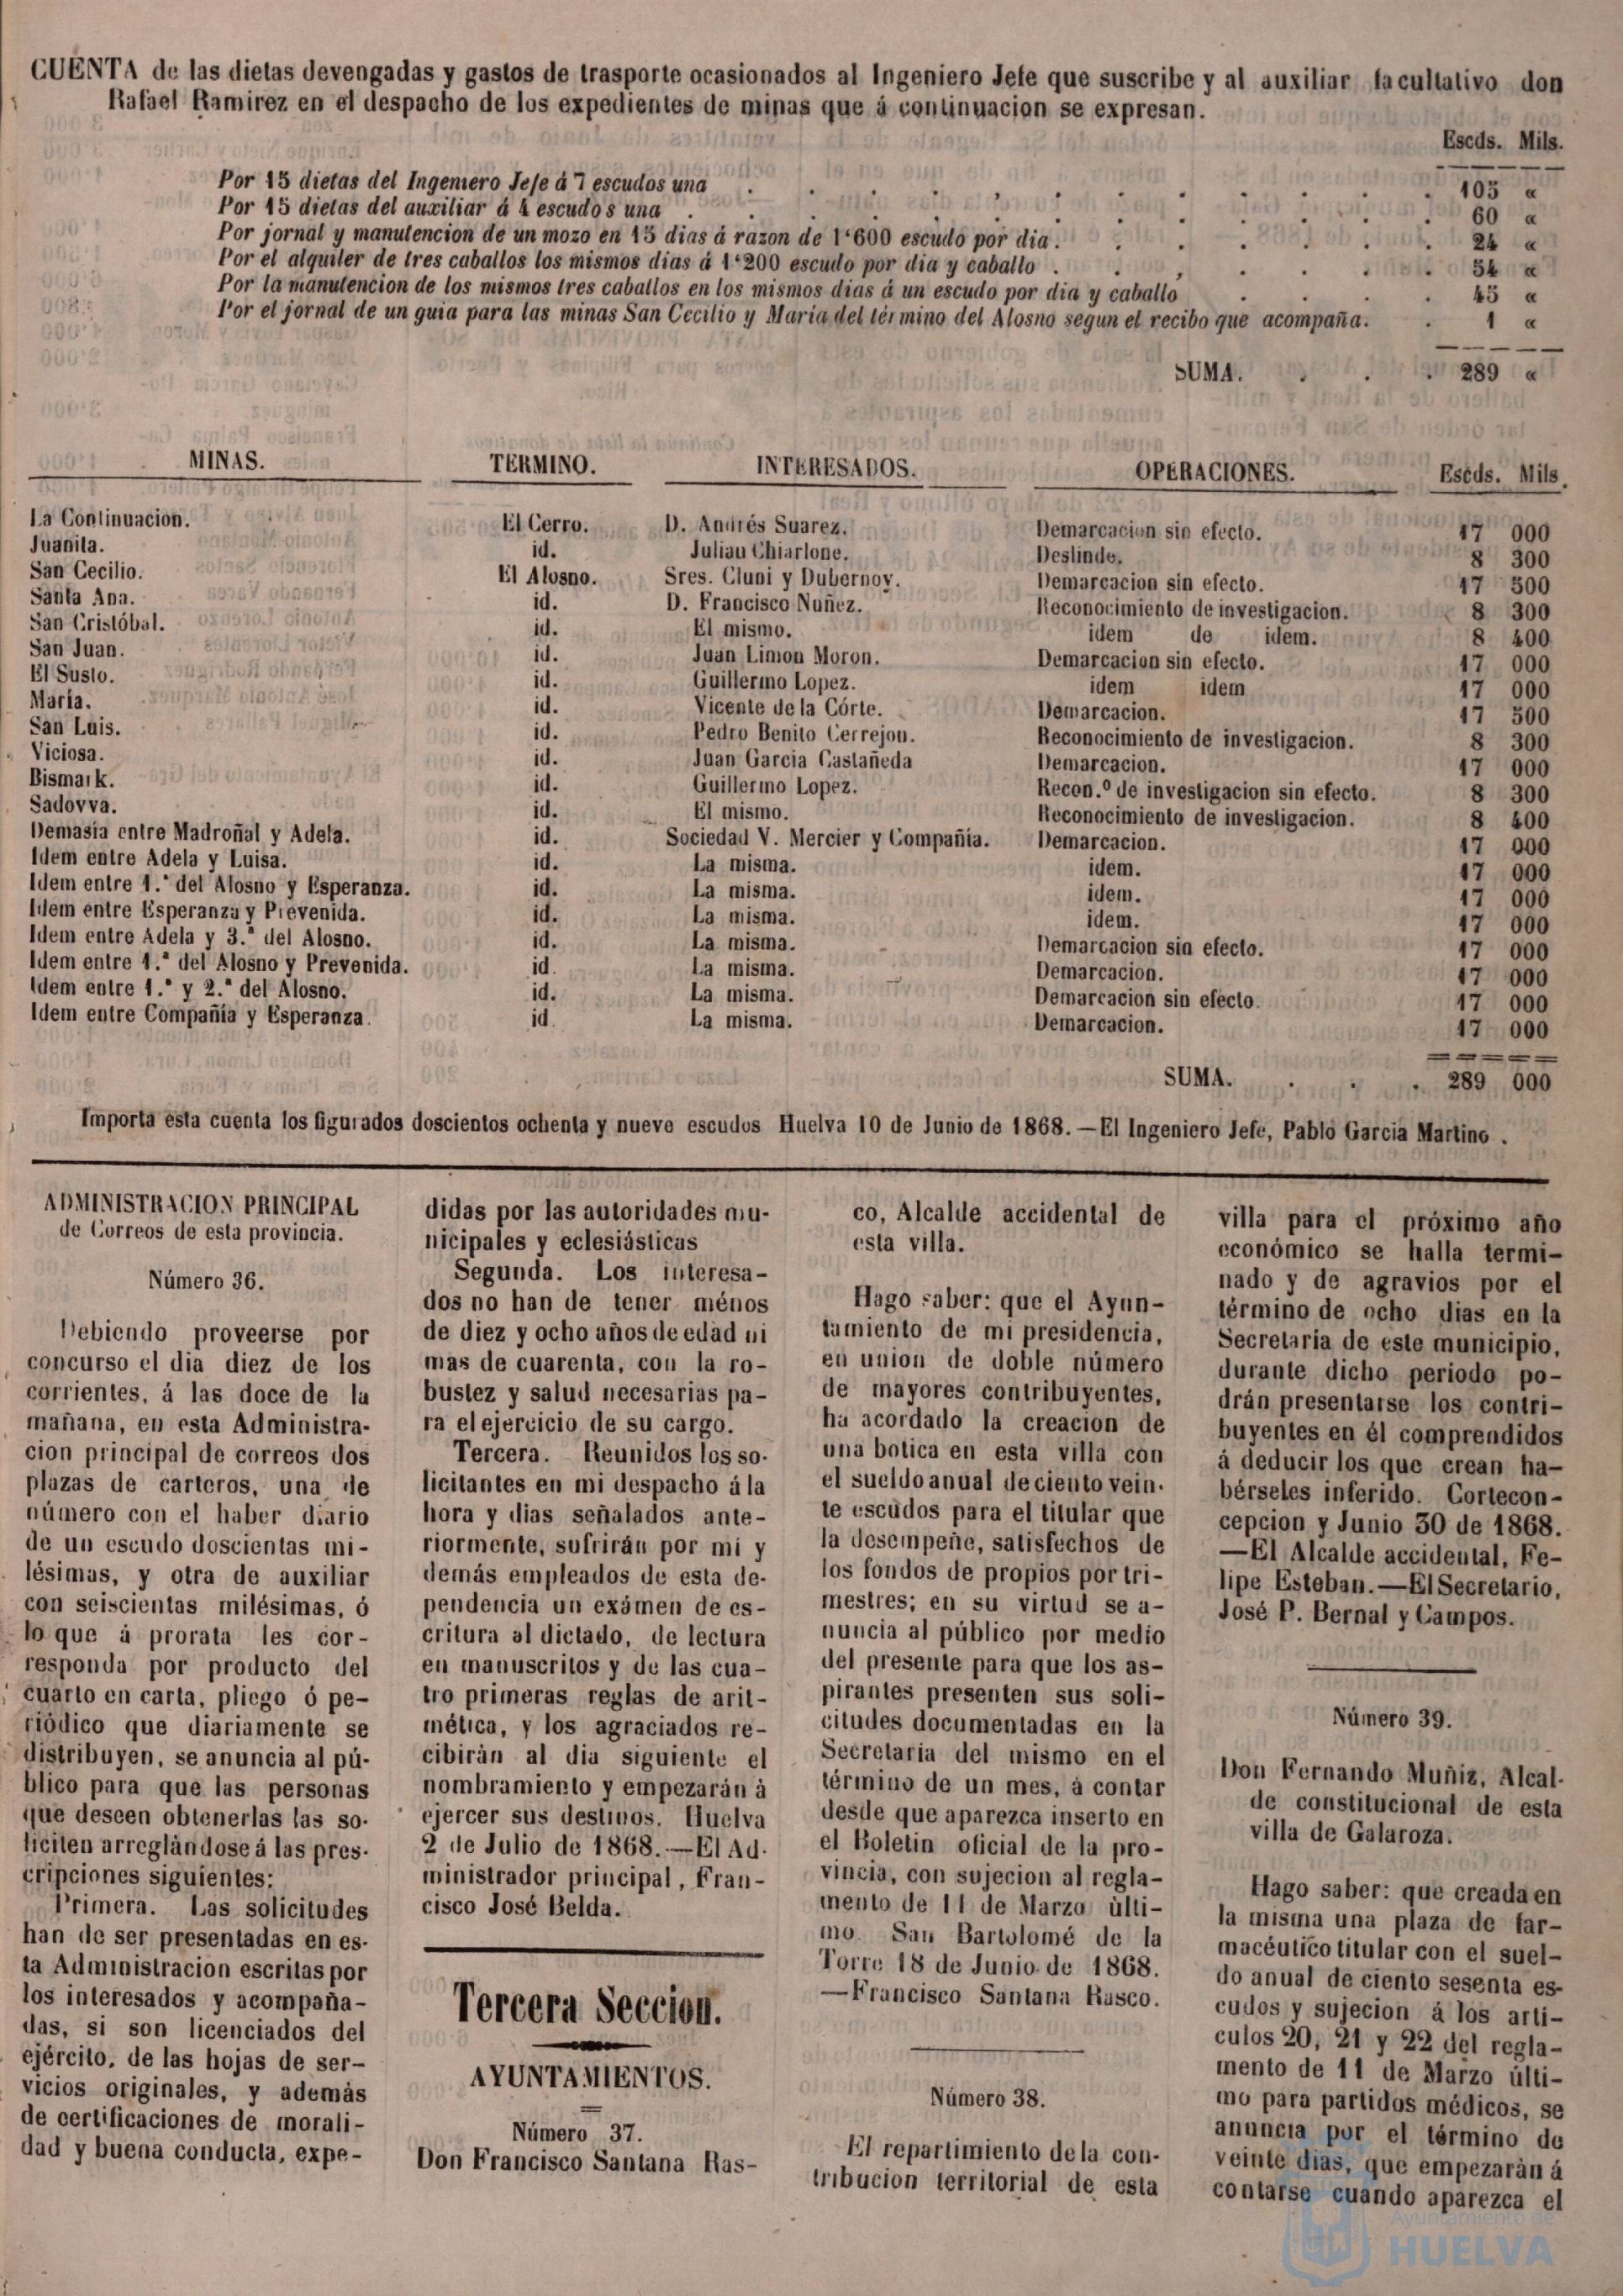 CUENTA de las dietas devengadas y gastos de trasporte ocasionados al Ingeniero Jefe que suscribe y al auxiliar facultativo don
Rafael Ramirez en el despacho de los expedientes de minas que á continuacion se expresan.
Escds. Mils.
Por 15 dietas del Ingeniero Jefe á 7 escudos una . . . . . . . . . . . . 105 «
Por 15 dietas del auxiliar á 4 escudos una . . . . . . . . . . . . . 60 «
Por jornal y manutencion de un mozo en 15 dias á razon de 1‘600 escudo por dia. . . . . . . 24 «
Por el alquiler de tres caballos los mismos dias á 1‘200 escudo por dia y caballo . . . . . . . 54 «
Por la manutencion de los mismos tres caballos en los mismos dias á un escudo por dia y caballo . . . . 45 «
Por el jornal de un guia para las minas San Cecilio y María del término del Alosno segun el recibo que acompaña. . 1 «
SUMA. . . . 289 «
MINAS. TERMINO. INTERESADOS. OPERACIONES. Escds. Mils.
La Continuacion. El Cerro. D. Andrés Suarez. Demarcacion sin efecto. 17 000
Juanita. id. Julian Chiarlone. Deslinde. 8 300
San Cecilio. El Alosno. Sres. Cluni y Dubernoy. Demarcacion sin efecto. 17 500
Santa Ana. id. D. Francisco Nuñez. Reconocimiento de investigacion. 8 300
San Cristóbal. id. El mismo. idem de idem. 8 400
San Juan. id. Juan Limon Moron. Demarcacion sin efecto. 17 000
El Susto. id. Guillermo Lopez. idem idem 17 000
María. id. Vicente de la Córte. Demarcacion. 17 500
San Luis. id. Pedro Benito Cerrejon. Reconocimiento de investigacion. 8 300
Viciosa. id. Juan Garcia Castañeda Demarcacion. 17 000
Bismark. id. Guillermo Lopez. Recon.º de investigacion sin efecto. 8 300
Sadovva. id. El mismo. Reconocimiento de investigacion. 8 400
Demasía entre Madroñal y Adela. id. Sociedad V. Mercier y Compañía. Demarcacion. 17 000
Idem entre Adela y Luisa. id. La misma. idem. 17 000
Idem entre 1.ª del Alosno y Esperanza. id. La misma. idem. 17 000
Idem entre Esperanza y Prevenida. id. La misma. idem. 17 000
Idem entre Adela y 3.ª del Alosno. id. La misma. Demarcacion sin efecto. 17 000
Idem entre 1.ª del Alosno y Prevenida. id. La misma. Demarcacion. 17 000
Idem entre 1.ª y 2.ª del Alosno. id. La misma. Demarcacion sin efecto. 17 000
Idem entre Compañía y Esperanza. id La misma. Demarcacion. 17 000
SUMA. . . . 289 000
Importa esta cuenta los figurados doscientos ochenta y nueve escudos Huelva 10 de Junio de 1868.—El Ingeniero Jefe, Pablo Garcia Martino .
ADMINISTRACION PRINCIPAL
de Correos de esta provincia.
Número 36.
Debiendo proveerse por
concurso el dia diez de los
corrientes, á las doce de la
mañana, en esta Administra-
cion principal de correos dos
plazas de carteros, una de
número con el haber diario
de un escudo doscientas mi-
lésimas, y otra de auxiliar
con seiscientas milésimas, ó
lo que á prorata les cor-
responda por producto del
cuarto en carta, pliego ó pe-
riódico que diariamente se
distribuyen, se anuncia al pú-
blico para que las personas
que deseen obtenerlas las so-
liciten arreglándose á las pres-
cripciones siguientes:
Primera. Las solicitudes
han de ser presentadas en es-
ta Administracion escritas por
los interesados y acompaña-
das, si son licenciados del
ejército, de las hojas de ser-
vicios originales, y además
de certificaciones de morali-
dad y buena conducta, expe-
didas por las autoridades mu-
nicipales y eclesiásticas
Segunda. Los interesa-
dos no han de tener ménos
de diez y ocho años de edad ni
mas de cuarenta, con la ro-
bustez y salud necesarias pa-
ra el ejercicio de su cargo.
Tercera. Reunidos los so-
licitantes en mi despacho á la
hora y dias señalados ante-
riormente, sufrirán por mi y
demás empleados de esta de-
pendencia un exámen de es-
critura al dictado, de lectura
en manuscritos y de las cua-
tro primeras reglas de arit-
mética, y los agraciados re-
cibirán al dia siguiente el
nombramiento y empezarán á
ejercer sus destinos. Huelva
2 de Julio de 1868.—El Ad-
ministrador principal, Fran-
cisco José Belda.
Tercera Seccion.
AYUNTAMIENTOS.
Número 37.
Don Francisco Santana Ras-
co, Alcalde accidental de
esta villa.
Hago saber: que el Ayun-
tamiento de mi presidencia,
en union de doble número
de mayores contribuyentes,
ha acordado la creacion de
una botica en esta villa con
el sueldo anual de ciento vein-
te escudos para el titular que
la desempeñe, satisfechos de
los fondos de propios por tri-
mestres; en su virtud se a-
nuncia al público por medio
del presente para que los as-
pirantes presenten sus soli-
citudes documentadas en la
Secretaría del mismo en el
término de un mes, á contar
desde que aparezca inserto en
el Boletin oficial de la pro-
vincia, con sujecion al regla-
mento de 11 de Marzo últi-
mo. San Bartolomé de la
Torre 18 de Junio de 1868.
—Francisco Santana Rasco.
Número 38.
El repartimiento de la con-
tribucion territorial de esta
villa para el próximo año
económico se halla termi-
nado y de agravios por el
término de ocho dias en la
Secretaría de este municipio,
durante dicho periodo po-
drán presentarse los contri-
buyentes en él comprendidos
á deducir los que crean ha-
bérseles inferido. Cortecon-
cepcion y Junio 30 de 1868.
—El Alcalde accidental, Fe-
lipe Esteban.—El Secretario,
José P. Bernal y Campos.
Número 39.
Don Fernando Muñiz, Alcal-
de constitucional de esta
villa de Galaroza.
Hago saber: que creada en
la misma una plaza de far-
macéutico titular con el suel-
do anual de ciento sesenta es-
cudos y sujecion á los artí-
culos 20, 21 y 22 del regla-
mento de 11 de Marzo últi-
mo para partidos médicos, se
anuncia por el término de
veinte dias, que empezarán á
contarse cuando aparezca el
Ayuntamiento de
HUELVA